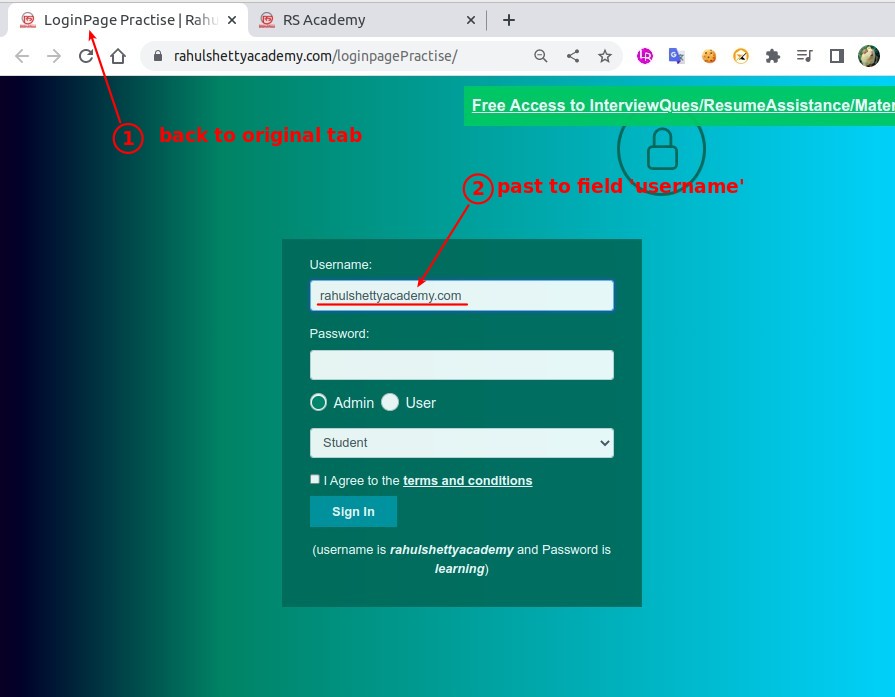 LoginPage Practise | Rahu
RS Academy
rahulshettyacademy.com/loginpagePractise/
Free Access to InterviewQues/ResumeAssistance/Mater
1 back to original tab
2 past to field 'username'
Username:
rahulshettyacademy.com
Password:
Admin User
Student
I Agree to the terms and conditions
Sign In
(username is rahulshettyacademy and Password is
learning)